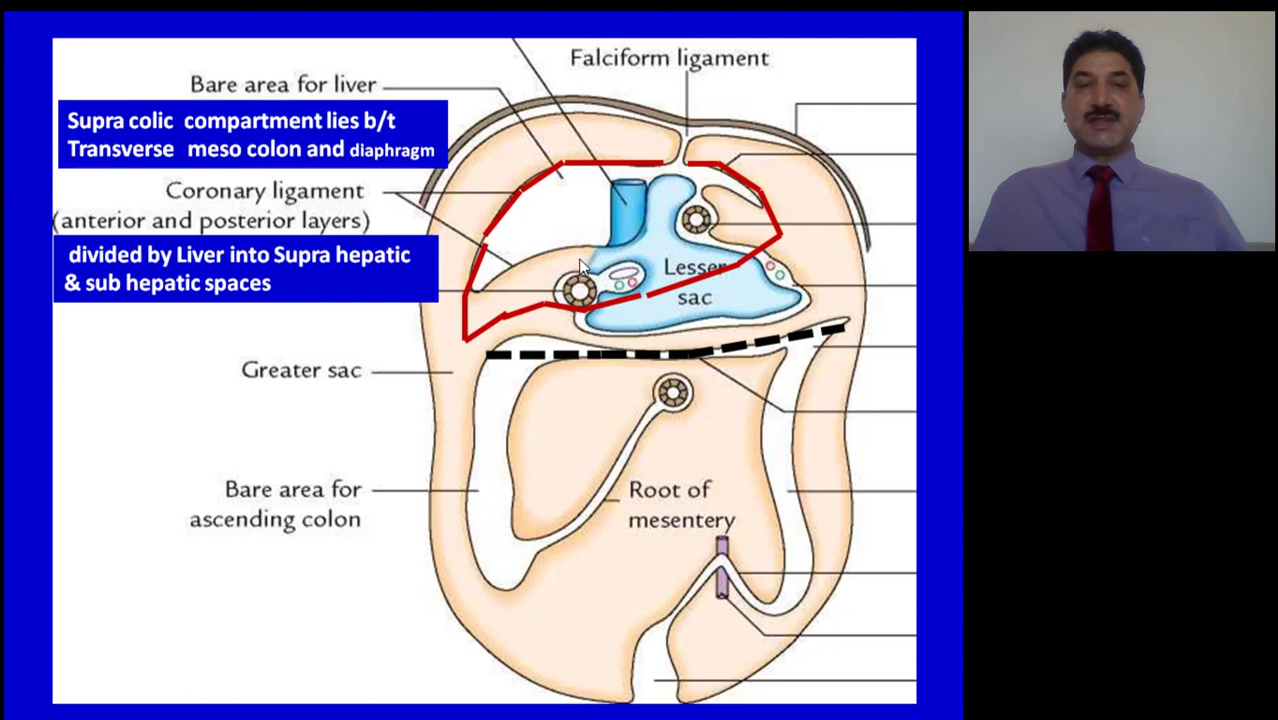 Falciform ligament
Bare area for liver
Supra colic compartment lies b/t
Transverse meso colon and diaphragm
Coronary ligament
(anterior and posterior layers)
divided by Liver into Supra hepatic
& sub hepatic spaces
Lesser
sac
Greater sac
Bare area for
ascending colon
Root of
mesentery